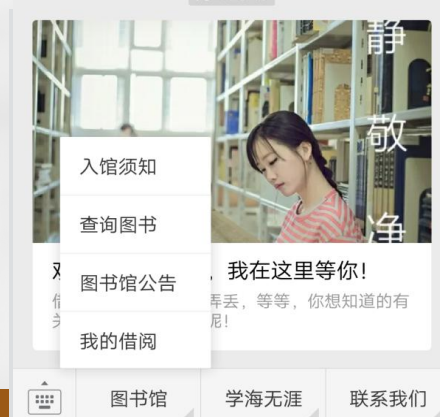 静
敬
净
入馆须知
查询图书
图书馆公告
我的借阅
，我在这里等你！
弄丢，等等，你想知道的有
呢！
图书馆
学海无涯
联系我们